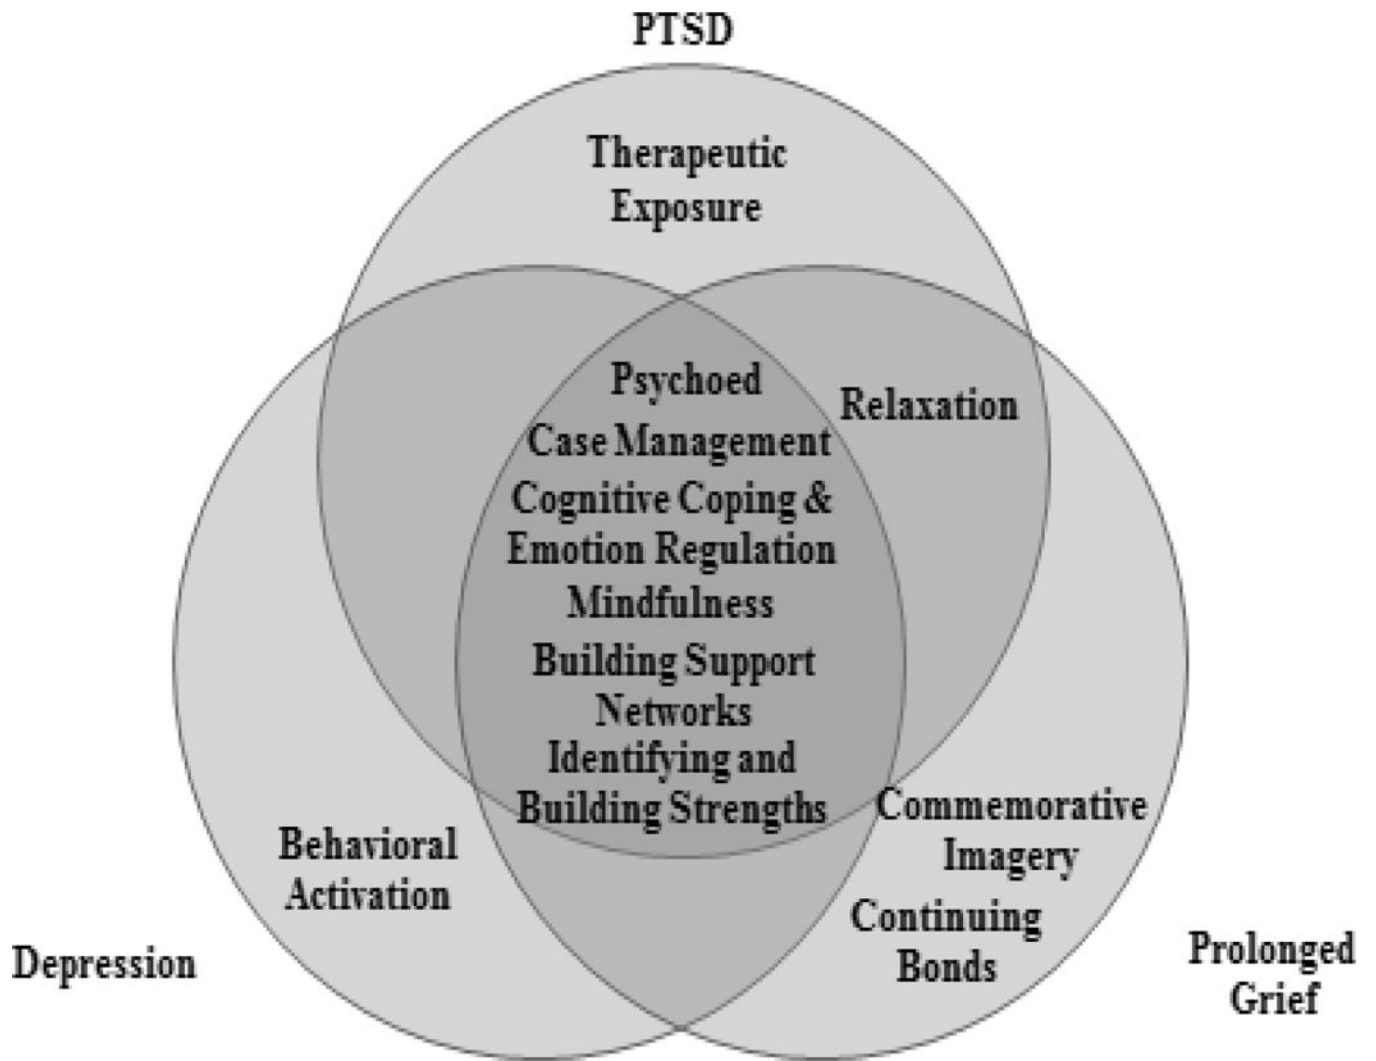 PTSD
Therapeutic
Exposure
Psychoed
Relaxation
Case Management
Cognitive Coping &
Emotion Regulation
Mindfulness
Building Support
Networks
Identifying and
Building Strengths
Commemorative
Imagery
Behavioral
Activation
Continuing
Bonds
Depression
Prolonged
Grief